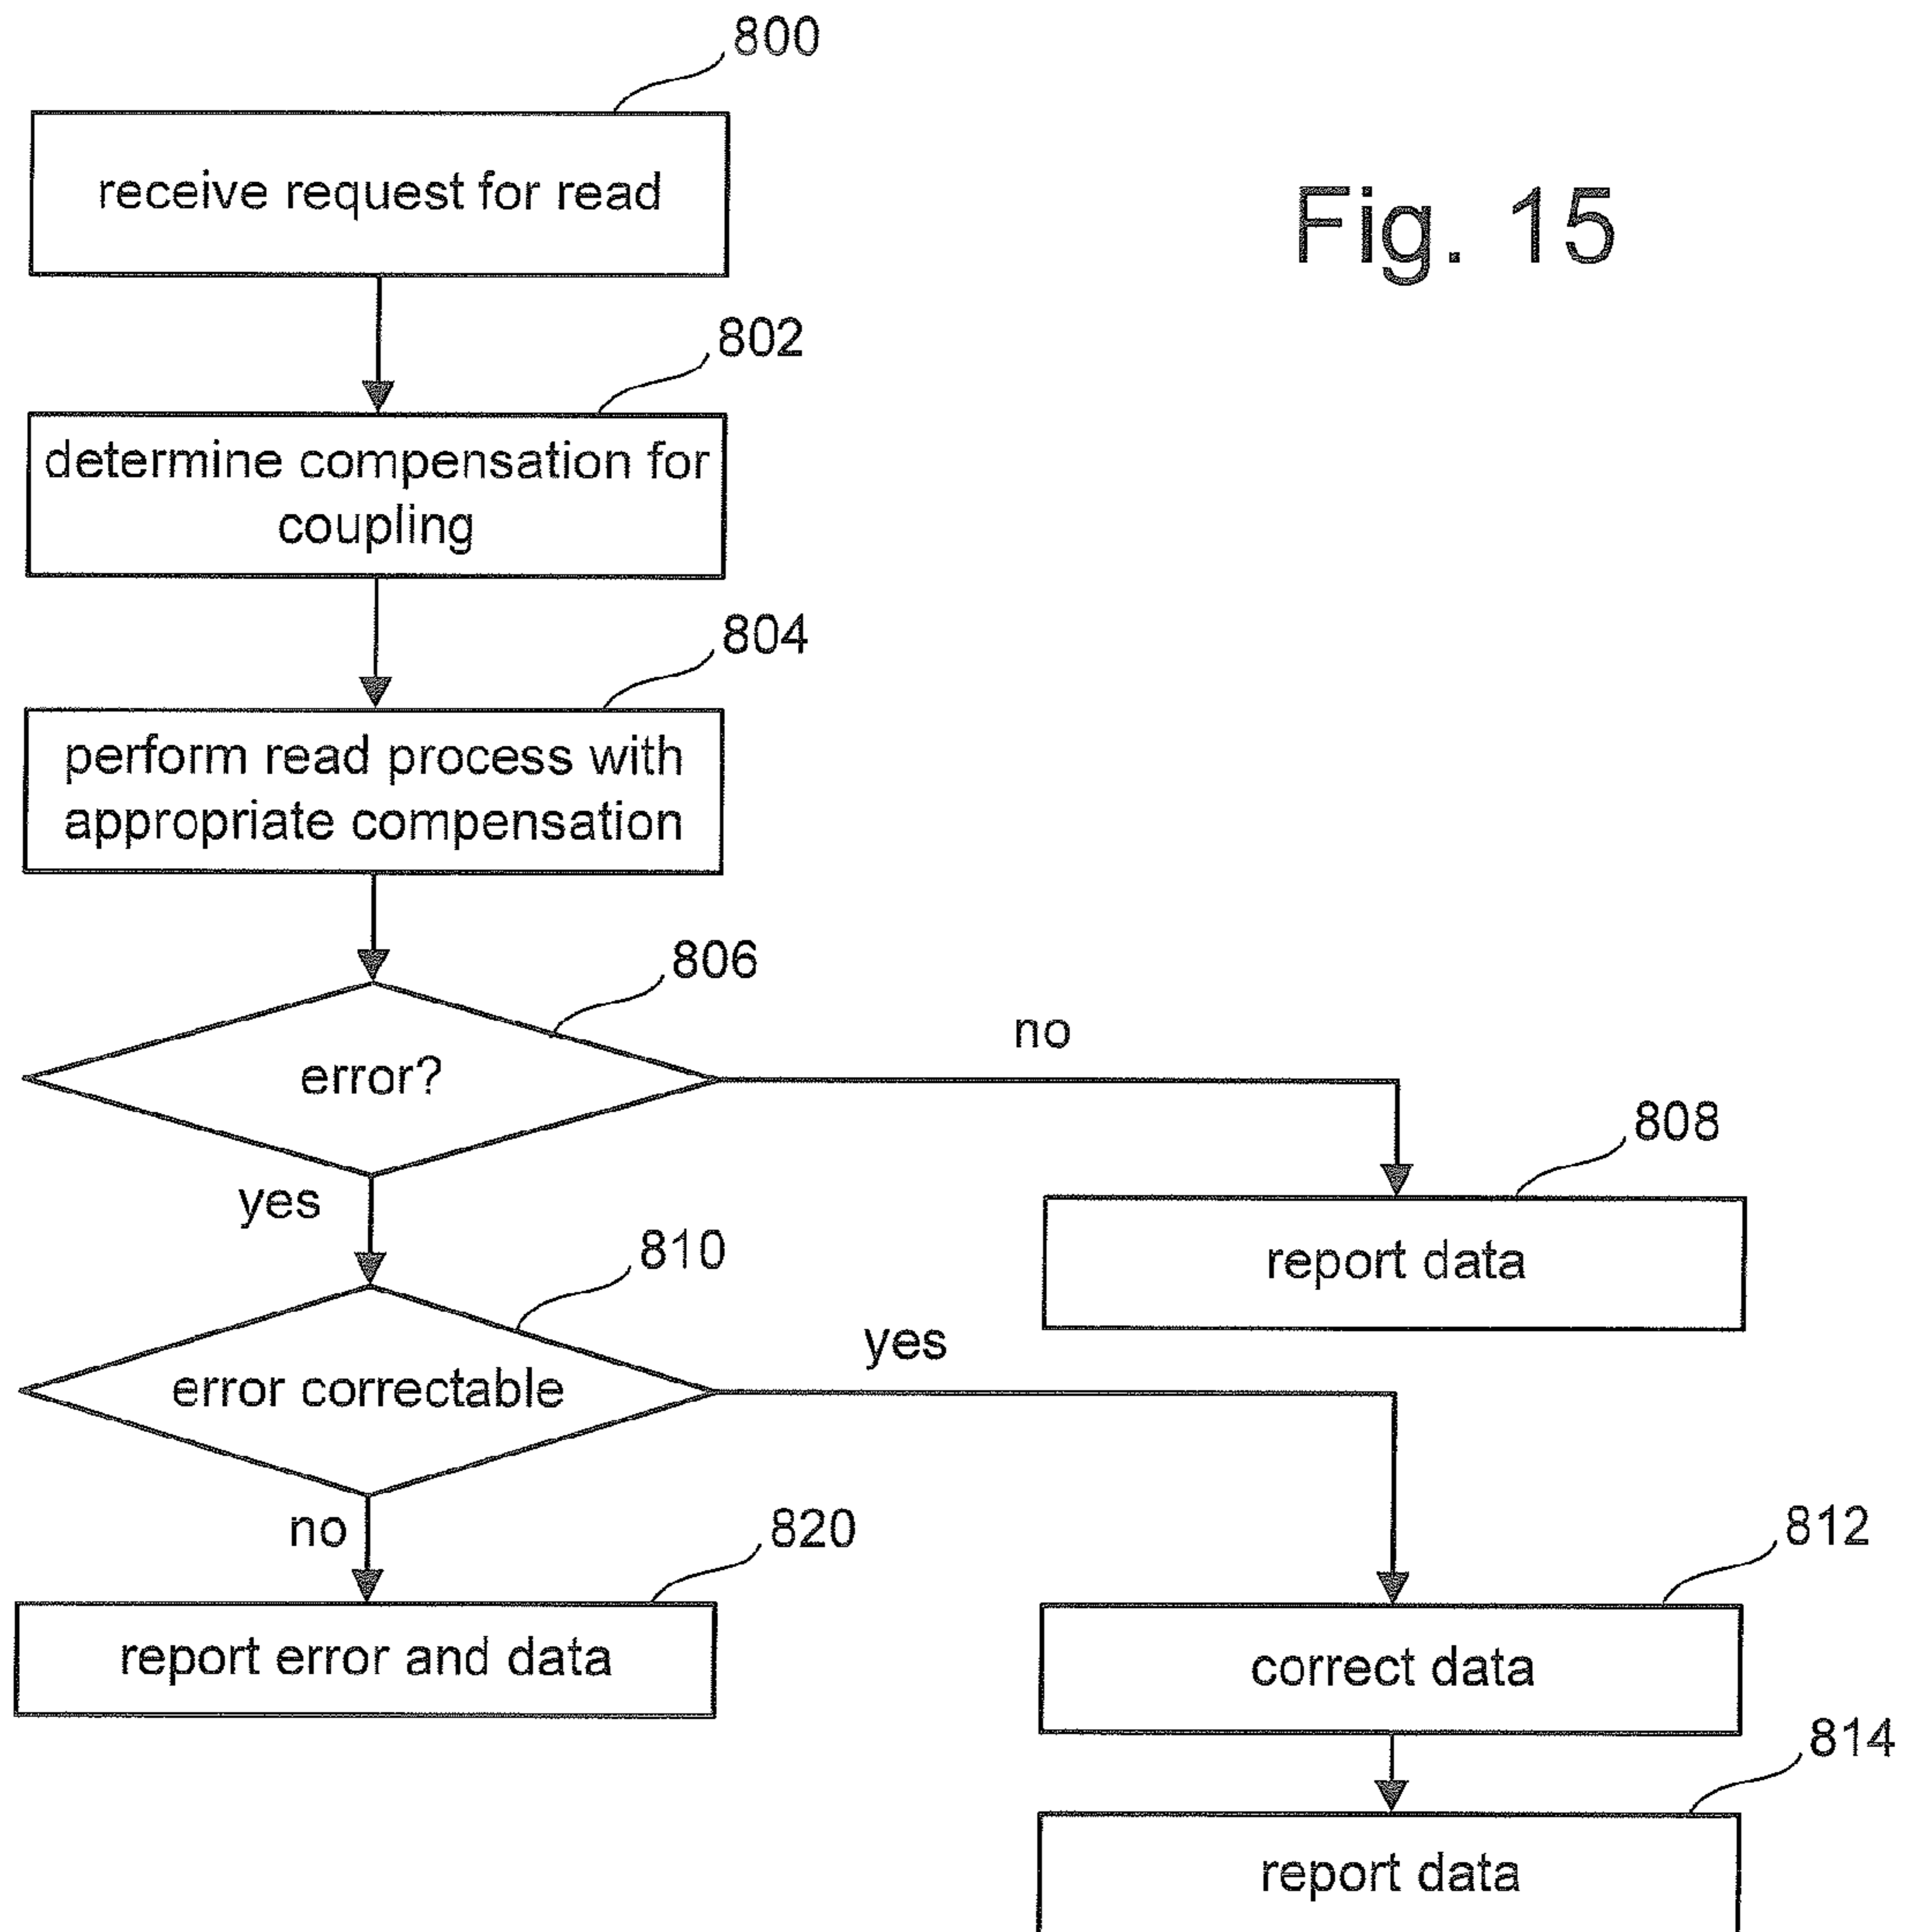 800
receive request for read
Fig. 15
802
determine compensation for
coupling
804
perform read process with
appropriate compensation
806
error?
no
808
report data
yes
810
error correctable
yes
812
correct data
814
report data
no
820
report error and data